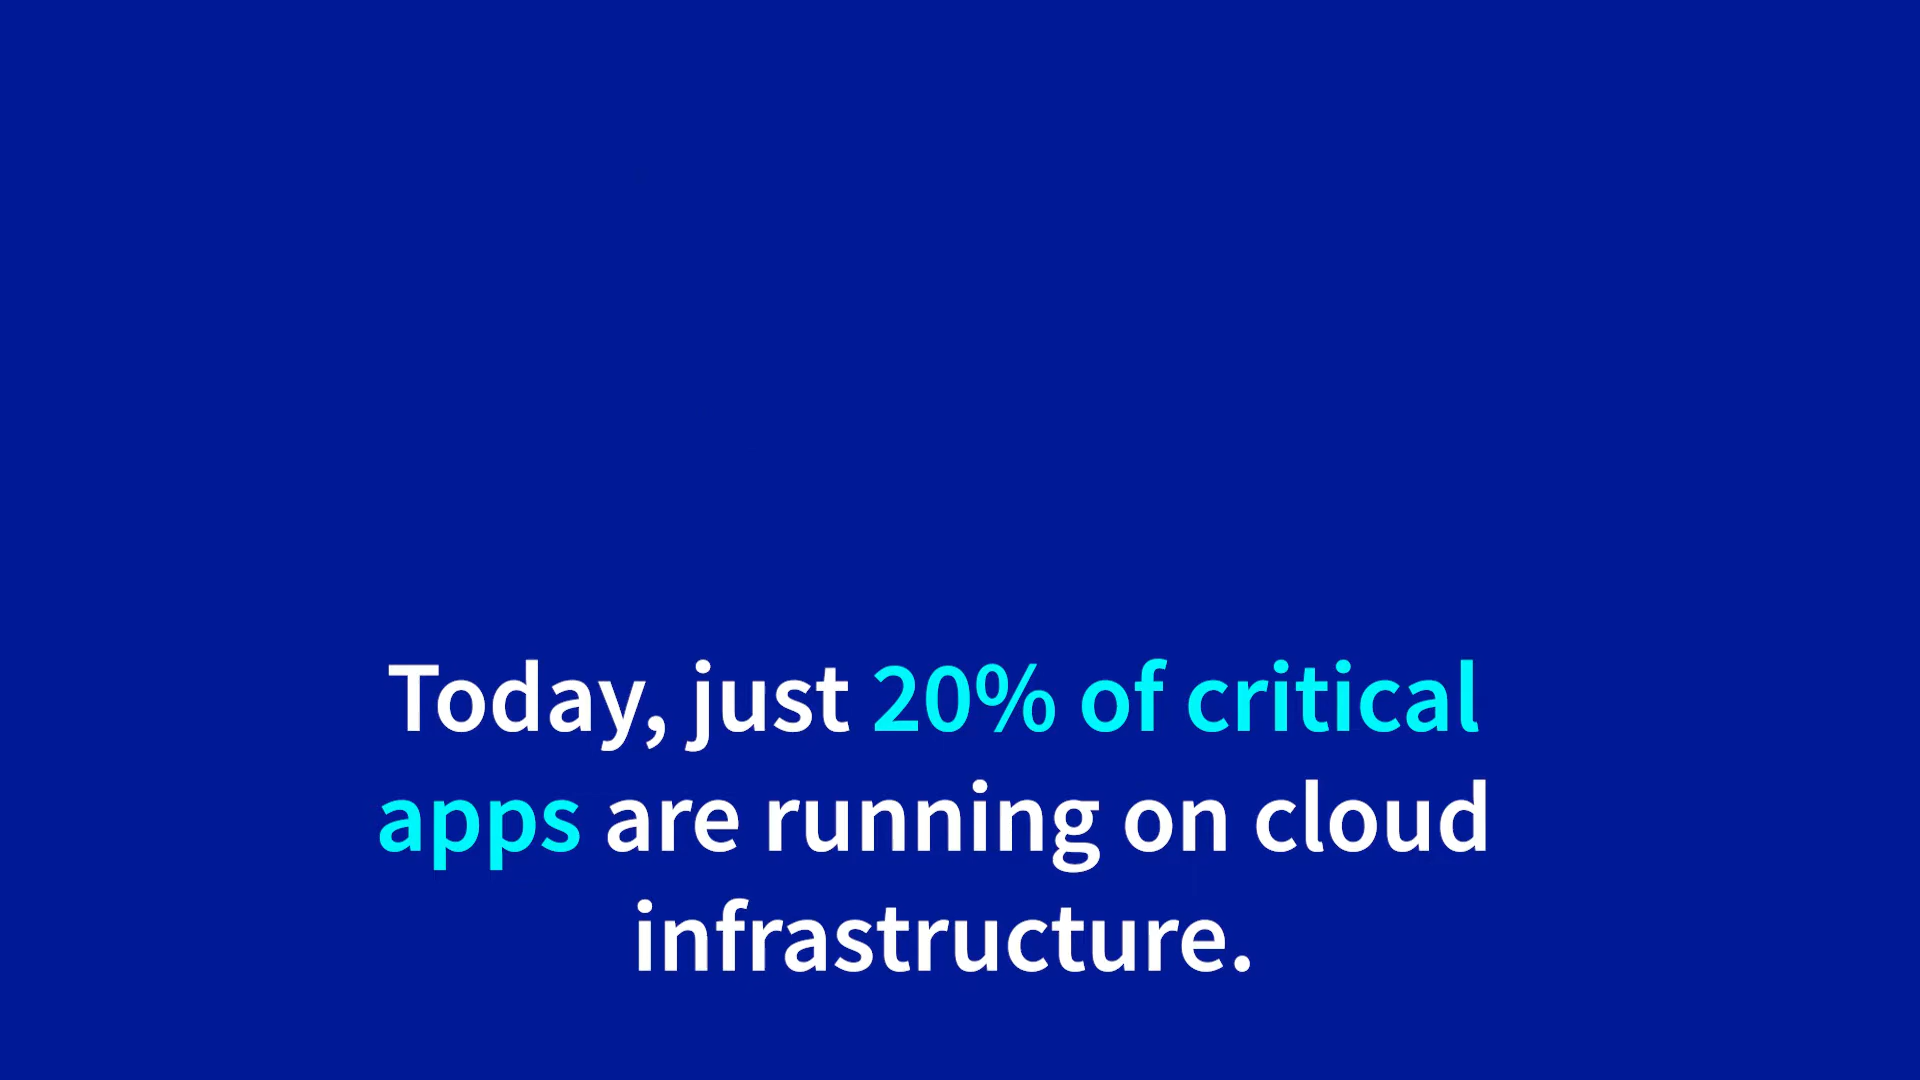 Today, just 20% of critical
apps are running on cloud
infrastructure.